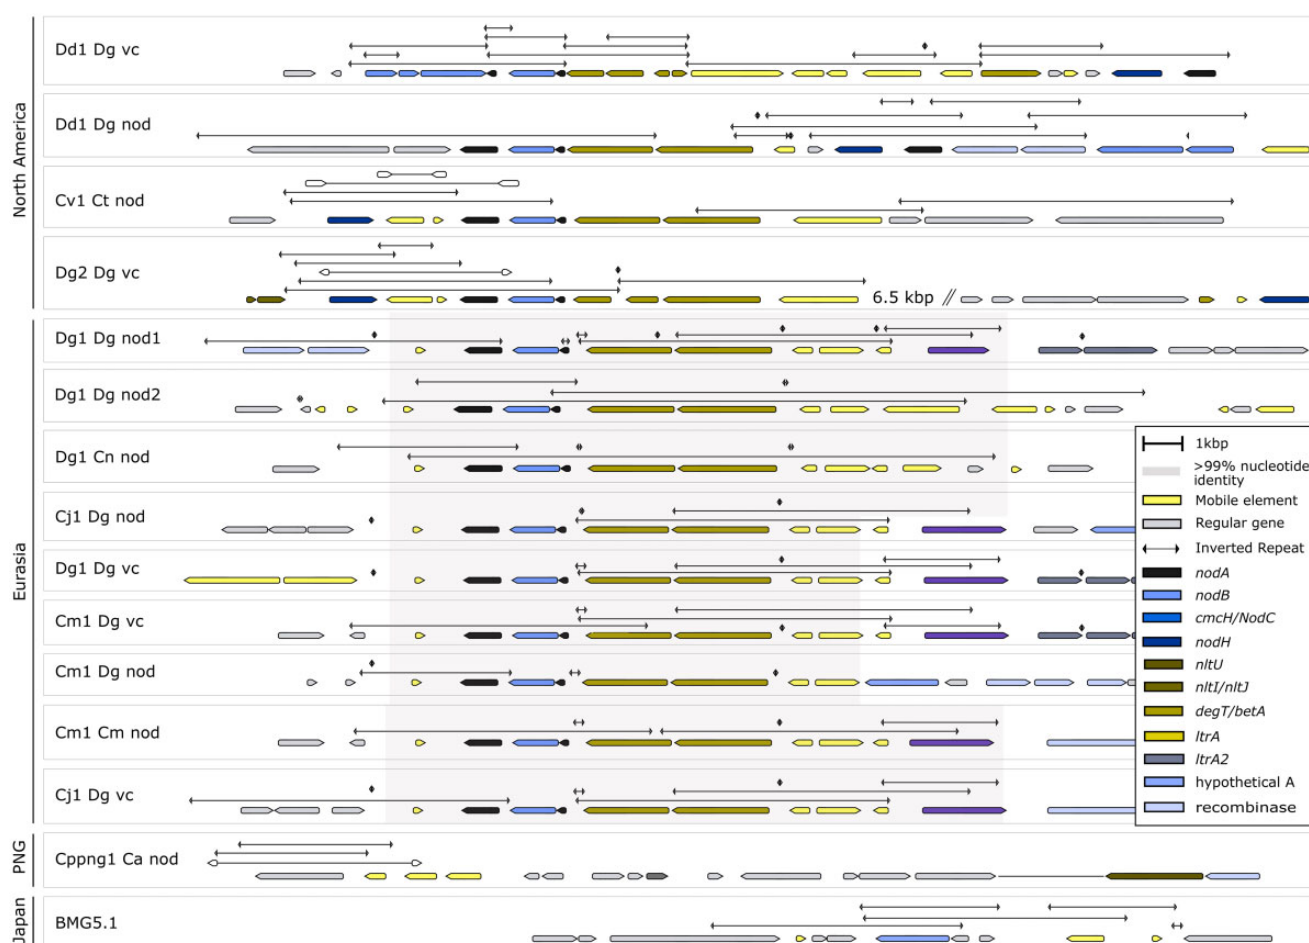 North America
Dd1 Dg vc
Dd1 Dg nod
Cv1 Ct nod
Dg2 Dg vc
6.5 kbp //
Eurasia
Dg1 Dg nod1
Dg1 Dg nod2
Dg1 Cn nod
Cj1 Dg nod
Dg1 Dg vc
Cm1 Dg vc
Cm1 Dg nod
Cm1 Cm nod
Cj1 Dg vc
PNG
Cppng1 Ca nod
Japan
BMG5.1
1kbp
>99% nucleotide
identity
Mobile element
Regular gene
Inverted Repeat
nodA
nodB
cmcH/NodC
nodH
nltU
nltI/nltJ
degT/betA
ltrA
ltrA2
hypothetical A
recombinase